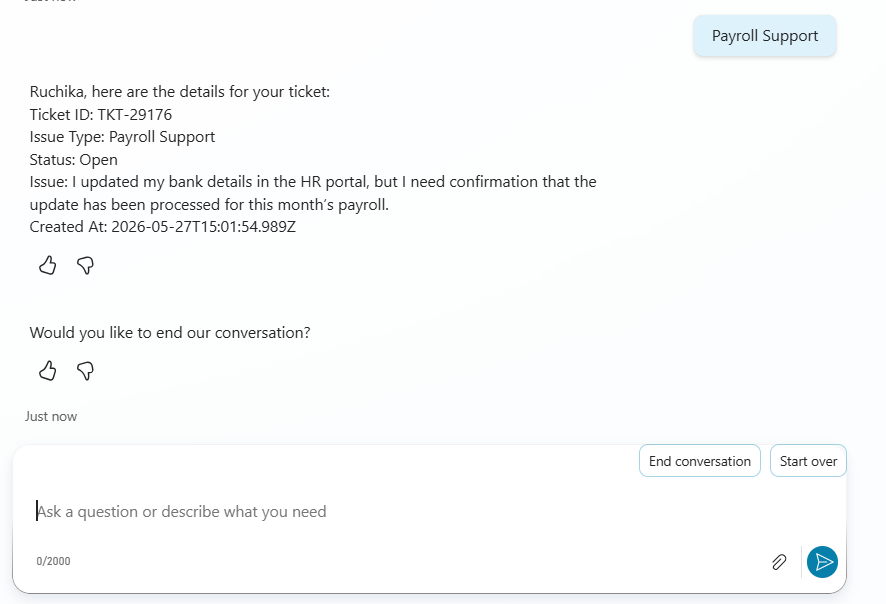 Payroll Support
Ruchika, here are the details for your ticket:
Ticket ID: TKT-29176
Issue Type: Payroll Support
Status: Open
Issue: I updated my bank details in the HR portal, but I need confirmation that the
update has been processed for this month’s payroll.
Created At: 2026-05-27T15:01:54.989Z
Would you like to end our conversation?
Just now
End conversation
Start over
Ask a question or describe what you need
0/2000